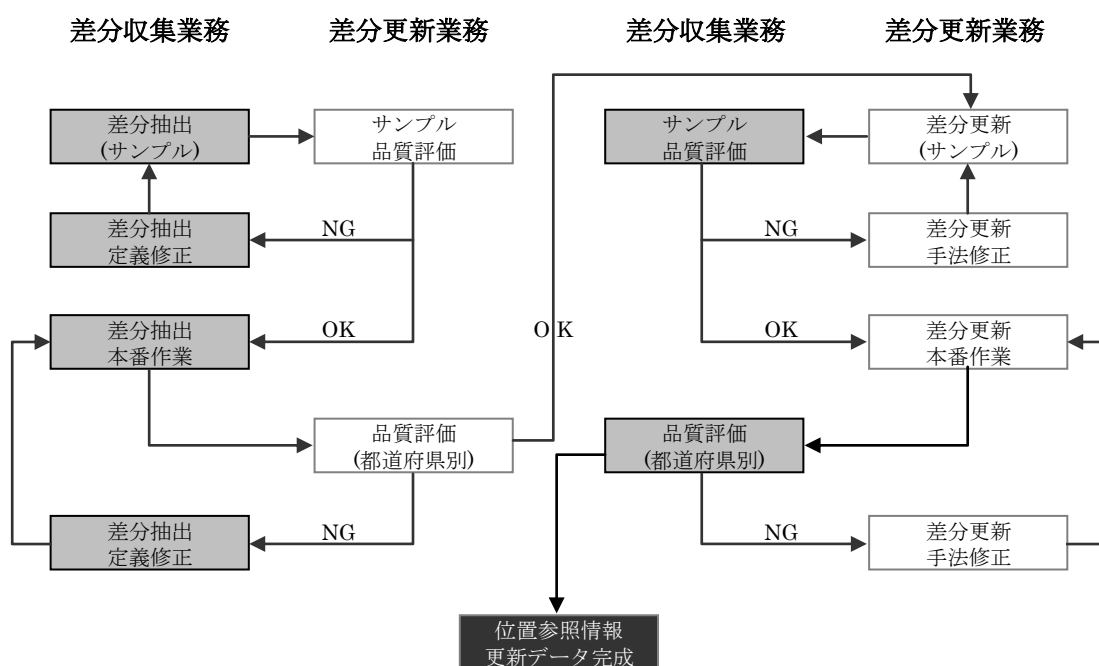 差分収集業務
差分更新業務
差分収集業務
差分更新業務
差分抽出
(サンプル)
サンプル
品質評価
サンプル
品質評価
差分更新
(サンプル)
差分抽出
定義修正
NG
NG
差分更新
手法修正
差分抽出
本番作業
OK
OK
OK
差分更新
本番作業
品質評価
(都道府県別)
品質評価
(都道府県別)
差分抽出
定義修正
NG
NG
差分更新
手法修正
位置参照情報
更新データ完成